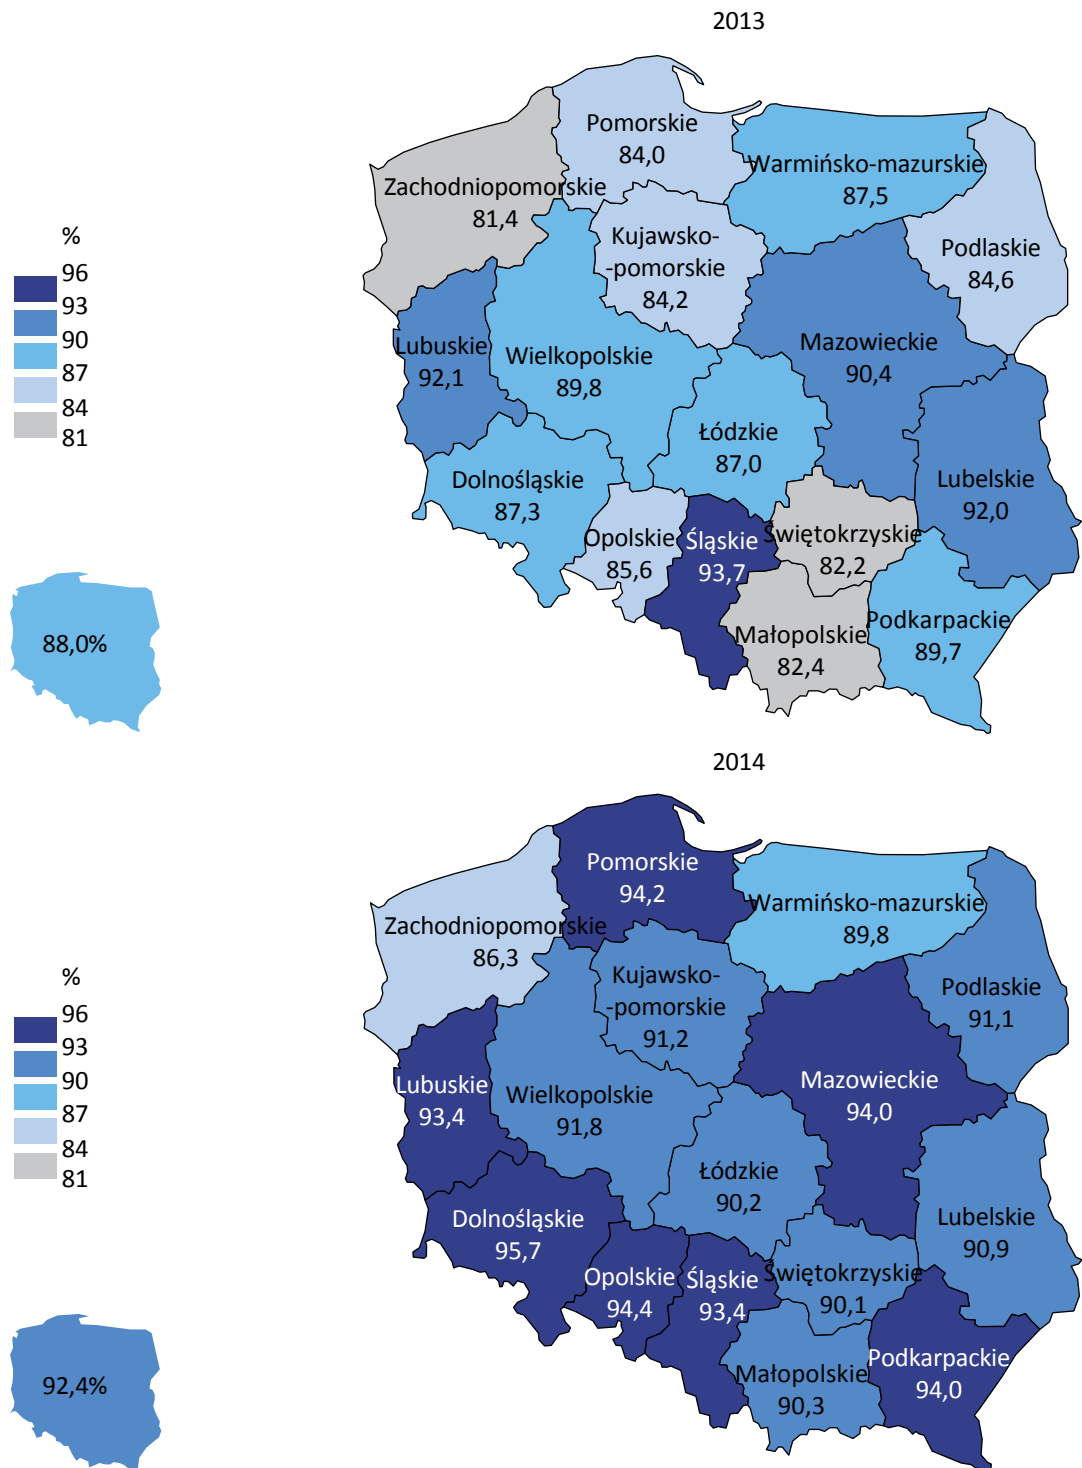 2013
Pomorskie
84,0
Warmińsko-mazurskie
87,5
Zachodniopomorskie
81,4
Kujawsko-
-pomorskie
84,2
Podlaskie
84,6
%
96
93
90
87
84
81
Lubuskie
92,1
Wielkopolskie
89,8
Mazowieckie
90,4
Łódzkie
87,0
Dolnośląskie
87,3
Lubelskie
92,0
Opolskie
85,6
Śląskie
93,7
Świętokrzyskie
82,2
Małopolskie
82,4
Podkarpackie
89,7
88,0%
2014
Pomorskie
94,2
Warmińsko-mazurskie
89,8
Zachodniopomorskie
86,3
Kujawsko-
-pomorskie
91,2
Podlaskie
91,1
%
96
93
90
87
84
81
Lubuskie
93,4
Wielkopolskie
91,8
Mazowieckie
94,0
Łódzkie
90,2
Dolnośląskie
95,7
Lubelskie
90,9
Opolskie
94,4
Śląskie
93,4
Świętokrzyskie
90,1
Małopolskie
90,3
Podkarpackie
94,0
92,4%